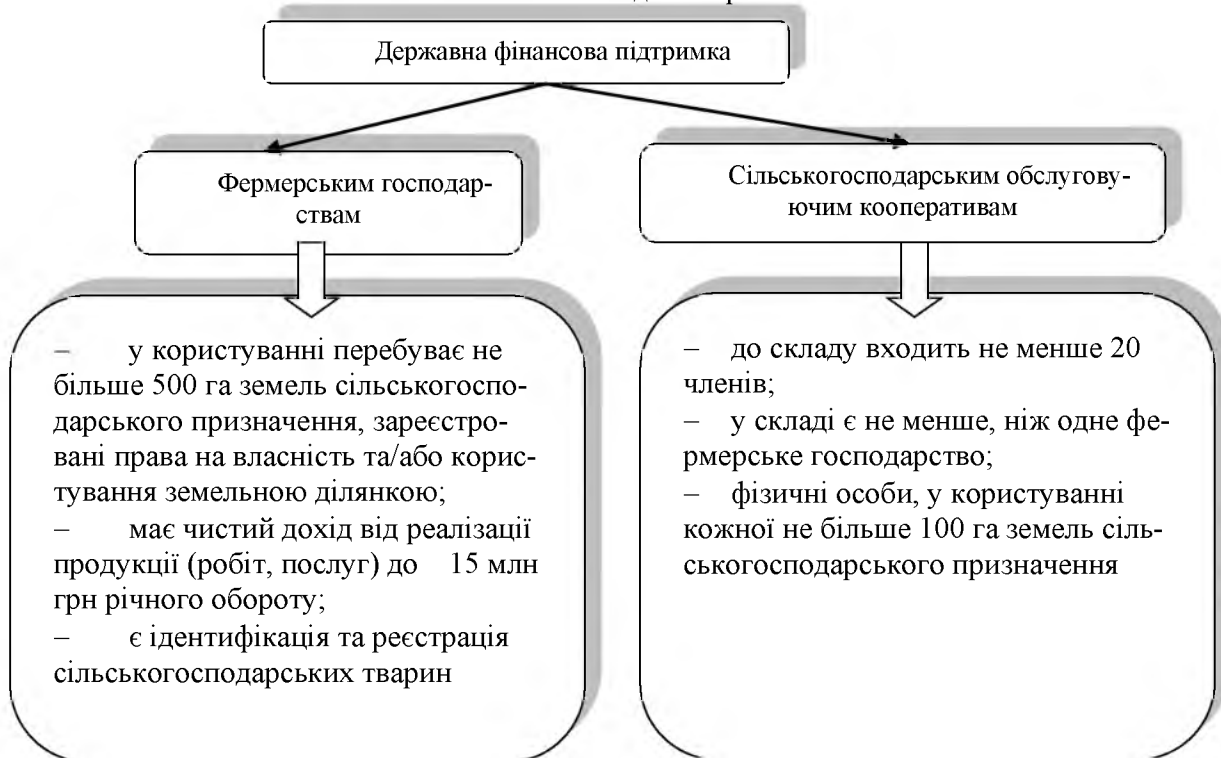 Державна фінансова підтримка
Фермерським господар-
ствам
Сільськогосподарським обслугову-
ючим кооперативам
– у користуванні перебуває не
більше 500 га земель сільськогоспо-
дарського призначення, зареєстро-
вані права на власність та/або корис-
тування земельною ділянкою;
– має чистий дохід від реалізації
продукції (робіт, послуг) до 15 млн
грн річного обороту;
– є ідентифікація та реєстрація
сільськогосподарських тварин
– до складу входить не менше 20
членів;
– у складі є не менше, ніж одне фе-
рмерське господарство;
– фізичні особи, у користуванні
кожної не більше 100 га земель сіль-
ськогосподарського призначення